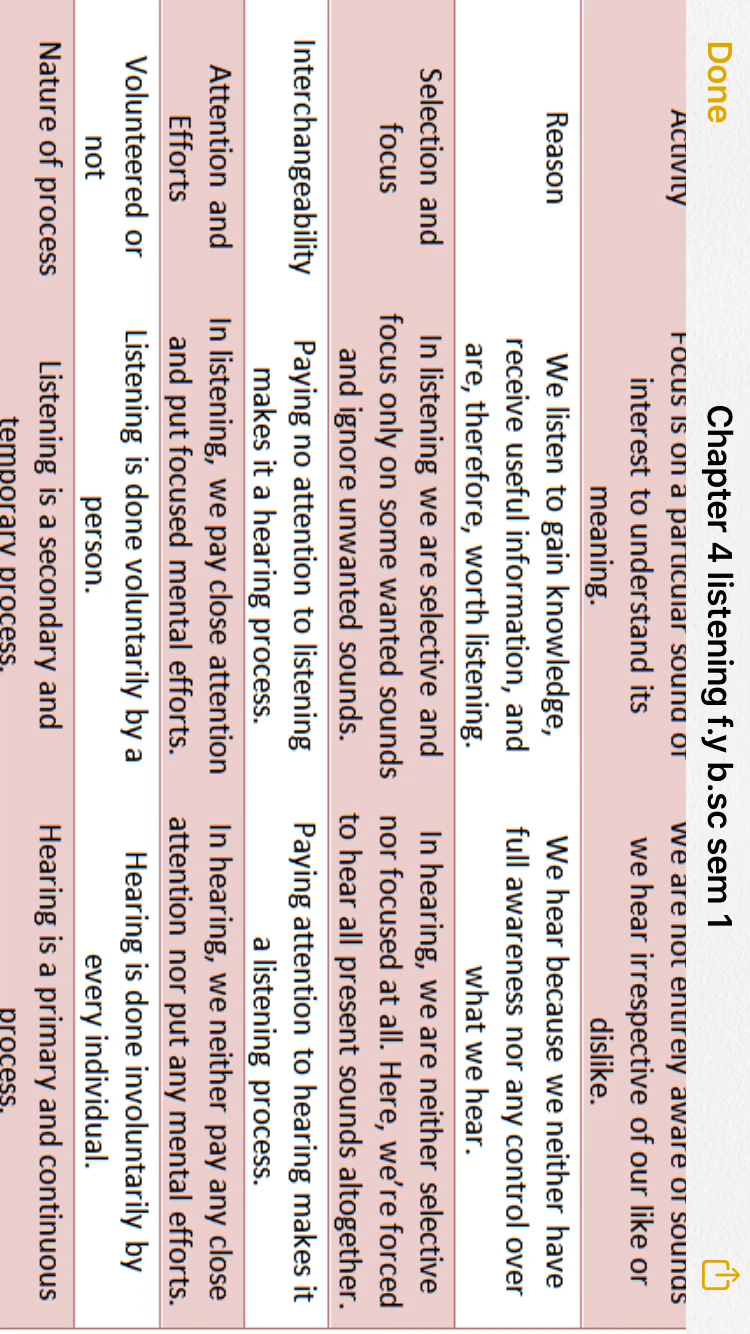 Done
Chapter 4 listening f.y b.sc sem 1
Activity
Focus is on a particular sound of
interest to understand its
meaning.
We are not entirely aware of sounds
we hear irrespective of our like or
dislike.
Reason
We listen to gain knowledge,
receive useful information, and
are, therefore, worth listening.
We hear because we neither have
full awareness nor any control over
what we hear.
Selection and
focus
In listening we are selective and
focus only on some wanted sounds
and ignore unwanted sounds.
In hearing, we are neither selective
nor focused at all. Here, we're forced
to hear all present sounds altogether.
Interchangeability
Paying no attention to listening
makes it a hearing process.
Paying attention to hearing makes it
a listening process.
Attention and
Efforts
In listening, we pay close attention
and put focused mental efforts.
In hearing, we neither pay any close
attention nor put any mental efforts.
Volunteered or
not
Listening is done voluntarily by a
person.
Hearing is done involuntarily by
every individual.
Nature of process
Listening is a secondary and
temporary process.
Hearing is a primary and continuous
process.